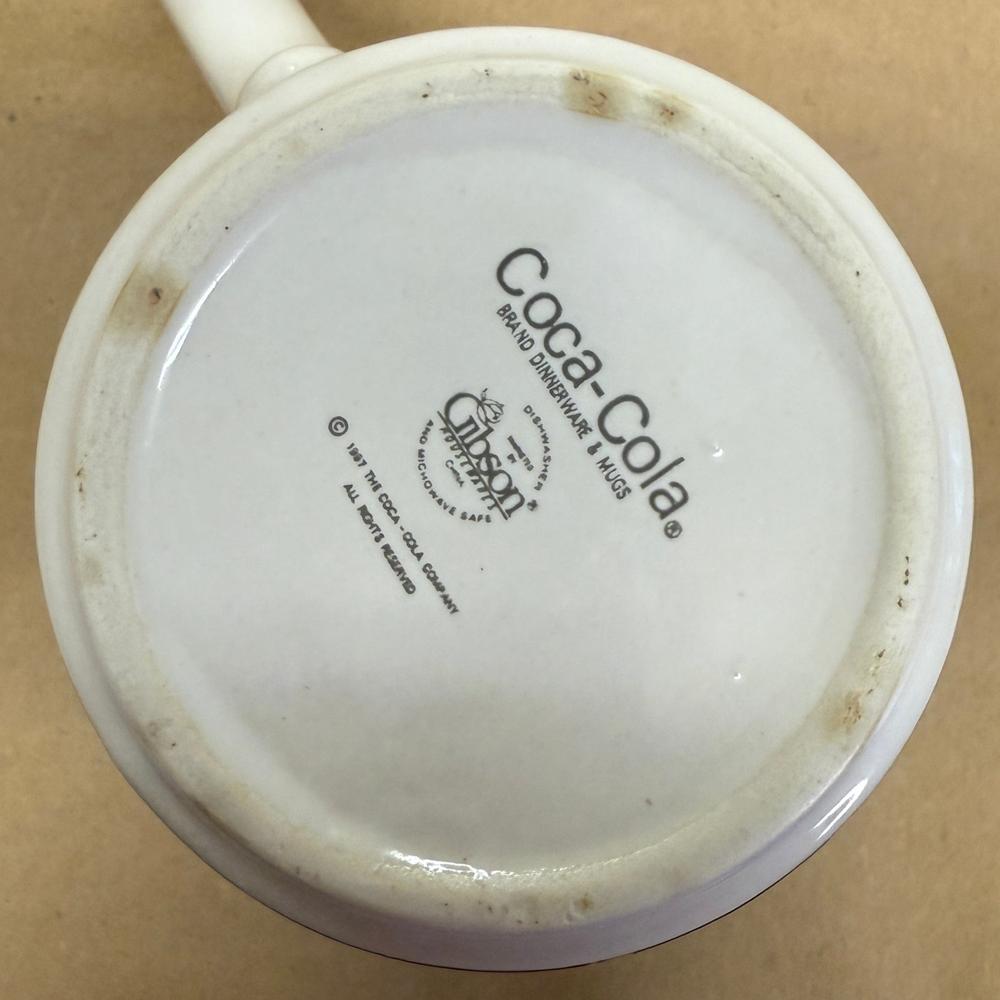 Coca-Cola®
BRAND DINNERWARE & MUGS
DISHWASHER
Gibson®
HOUSEWARES
CHINA
AND MICROWAVE SAFE
© 1997 THE COCA-COLA COMPANY
ALL RIGHTS RESERVED